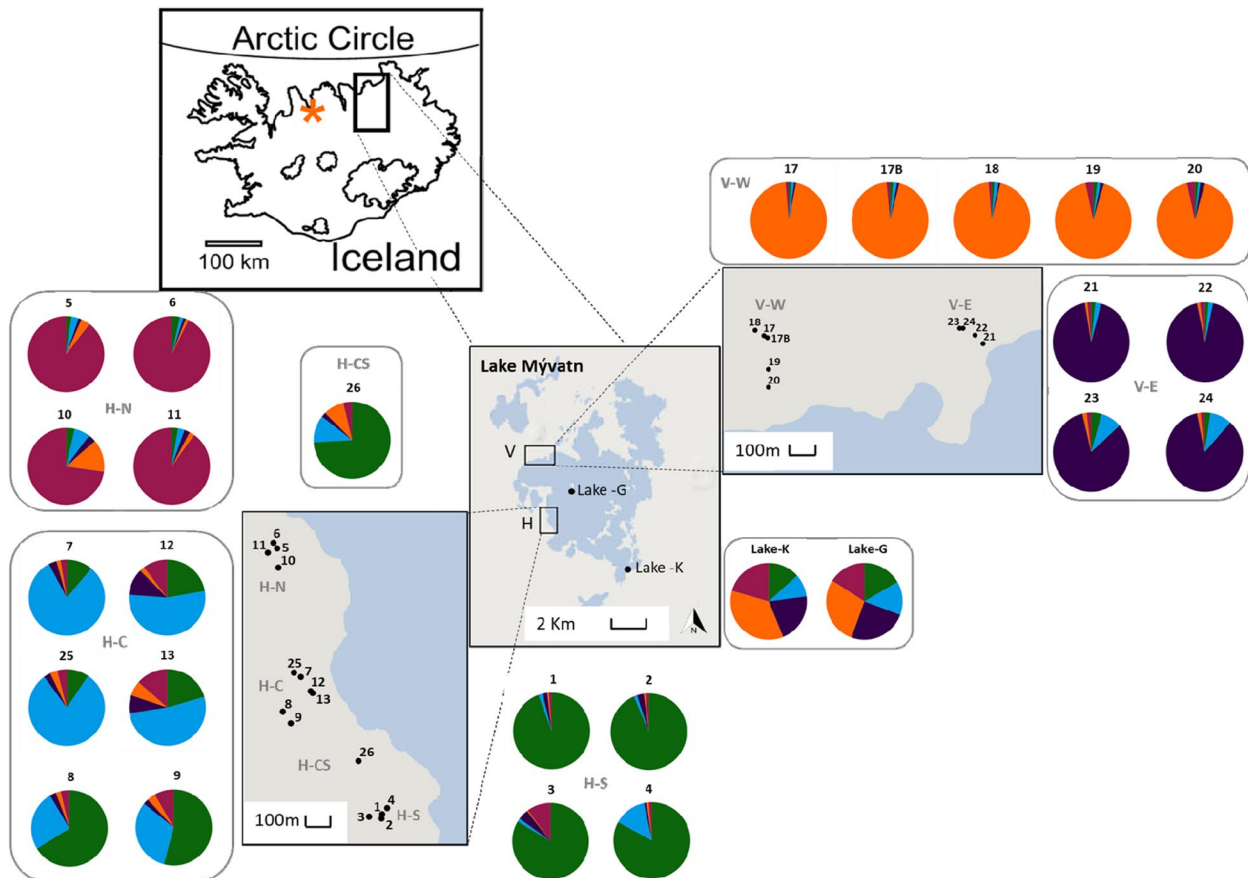 Arctic Circle
*
100 km
Iceland
V-W
17
17B
18
19
20
5
6
H-N
10
11
H-CS
26
Lake Mývatn
V
Lake -G
H
Lake -K
2 Km
N
V-W
18
17
17B
19
20
V-E
23
24
22
21
100m
21
22
V-E
23
24
7
12
H-C
25
13
8
9
6
11
5
10
H-N
25
7
H-C
12
13
8
9
26
H-CS
4
1
3
H-S
2
100m
Lake-K
Lake-G
1
2
H-S
3
4